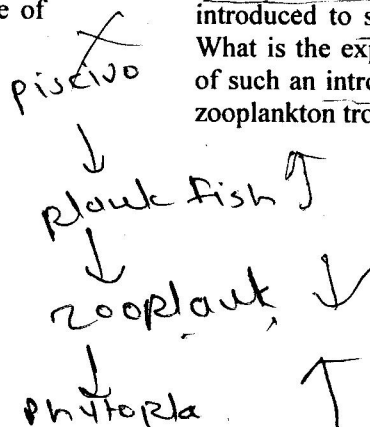 e of
introduced to s
What is the exp
of such an intro
zooplankton tro
piscivo
plank fish
zooplank
phytopla